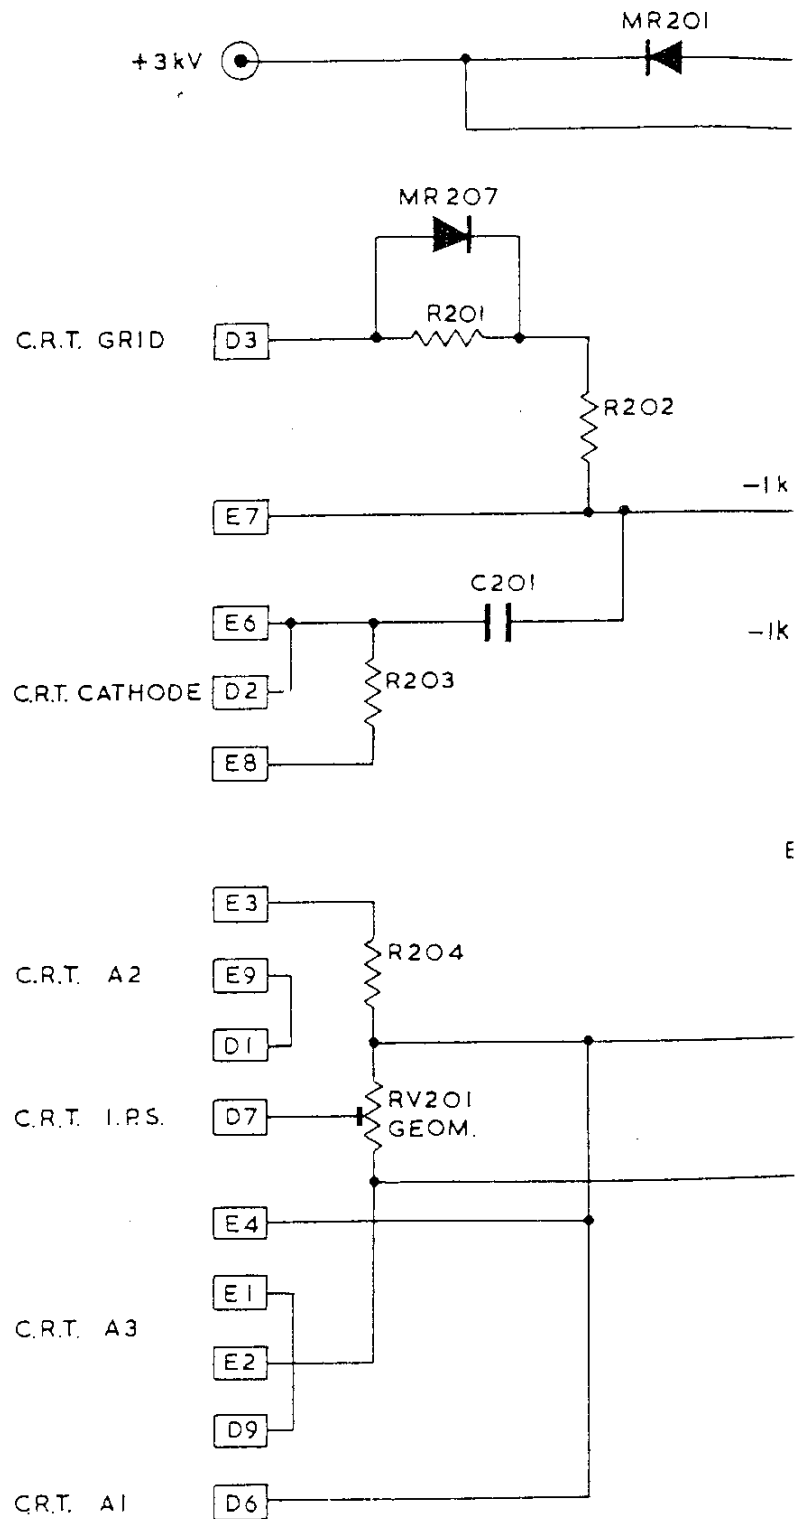 MR201
+3kV
MR207
R201
C.R.T. GRID D3
R202
-1k
E7
C201
E6
-1k
R203
C.R.T. CATHODE D2
E8
E
E3
R204
C.R.T. A2 E9
D1
RV201
GEOM.
C.R.T. I.P.S. D7
E4
E1
C.R.T. A3
E2
D9
C.R.T. A1 D6